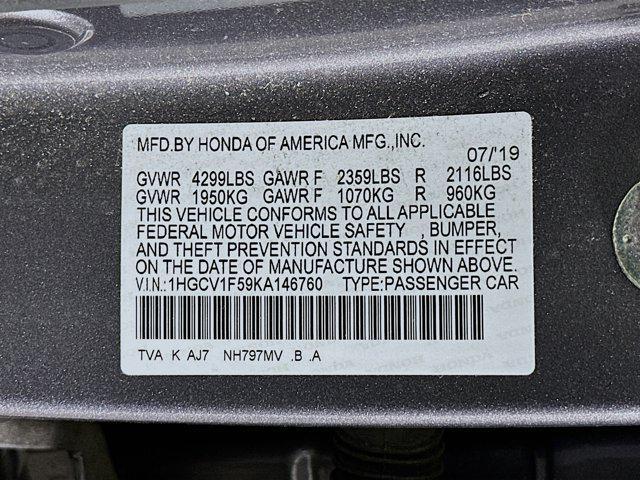 MFD.BY HONDA OF AMERICA MFG.,INC.
07/'19
GVWR 4299LBS GAWR F 2359LBS R 2116LBS
GVWR 1950KG GAWR F 1070KG R 960KG
THIS VEHICLE CONFORMS TO ALL APPLICABLE
FEDERAL MOTOR VEHICLE SAFETY , BUMPER,
AND THEFT PREVENTION STANDARDS IN EFFECT
ON THE DATE OF MANUFACTURE SHOWN ABOVE.
V.I.N.:1HGCV1F59KA146760 TYPE:PASSENGER CAR
TVA K AJ7 NH797MV .B .A